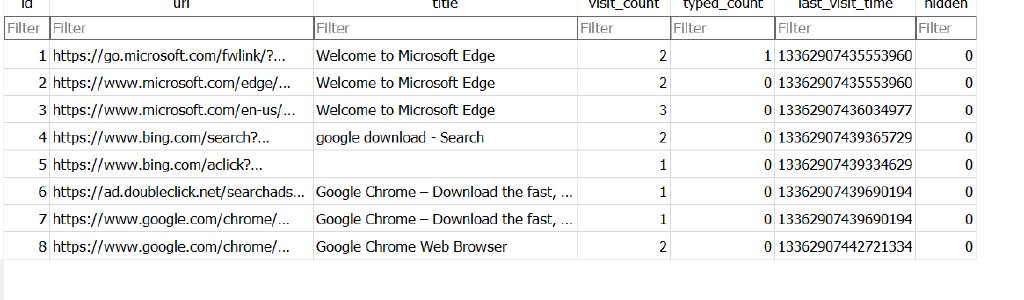 id url title visit_count typed_count last_visit_time hidden
Filter Filter Filter Filter Filter Filter Filter
1 https://go.microsoft.com/fwlink/?... Welcome to Microsoft Edge 2 1 13362907435553960 0
2 https://www.microsoft.com/edge/... Welcome to Microsoft Edge 2 0 13362907435553960 0
3 https://www.microsoft.com/en-us/... Welcome to Microsoft Edge 3 0 13362907436034977 0
4 https://www.bing.com/search?... google download - Search 2 0 13362907439365729 0
5 https://www.bing.com/aclick?... 1 0 13362907439334629 0
6 https://ad.doubleclick.net/searchads... Google Chrome – Download the fast, ... 1 0 13362907439690194 0
7 https://www.google.com/chrome/... Google Chrome – Download the fast, ... 1 0 13362907439690194 0
8 https://www.google.com/chrome/... Google Chrome Web Browser 2 0 13362907442721334 0